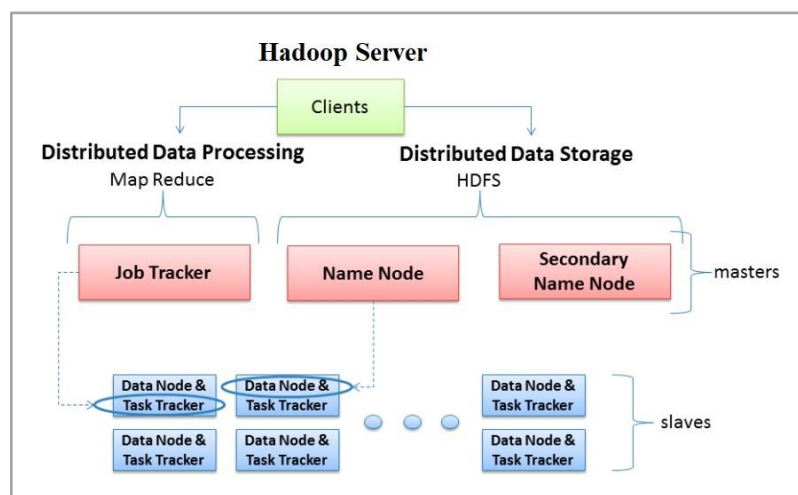 Hadoop Server
Clients
Distributed Data Processing
Map Reduce
Distributed Data Storage
HDFS
Job Tracker
Name Node
Secondary
Name Node
masters
Data Node &
Task Tracker
Data Node &
Task Tracker
Data Node &
Task Tracker
Data Node &
Task Tracker
Data Node &
Task Tracker
Data Node &
Task Tracker
slaves